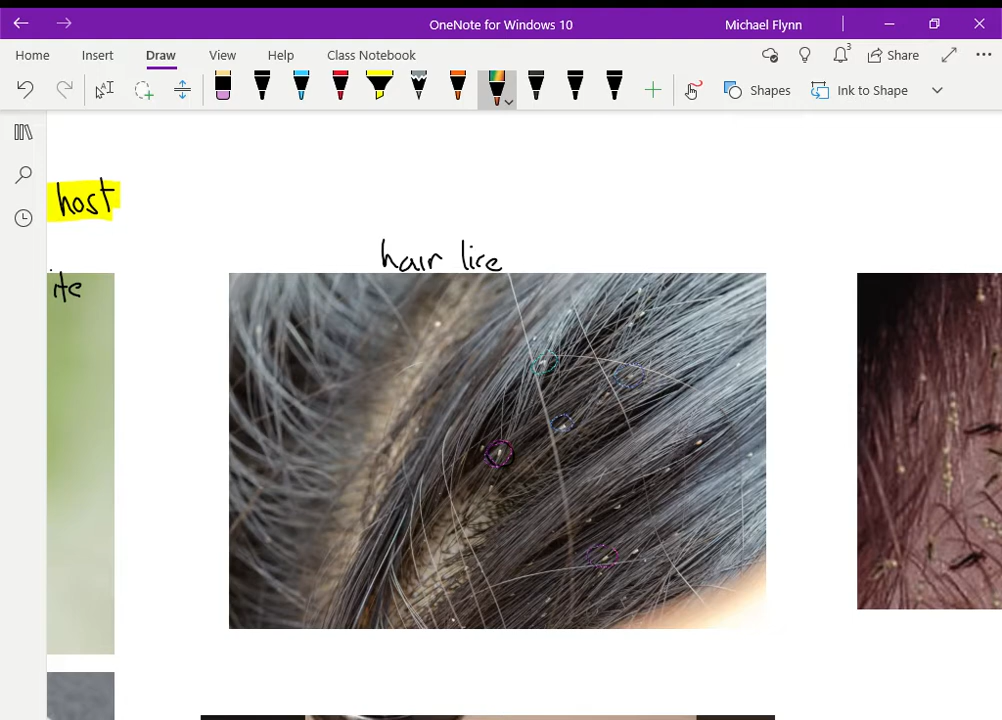 OneNote for Windows 10
Michael Flynn
Home Insert Draw View Help Class Notebook
3
Share
Shapes
Ink to Shape
host
hair lice
ite